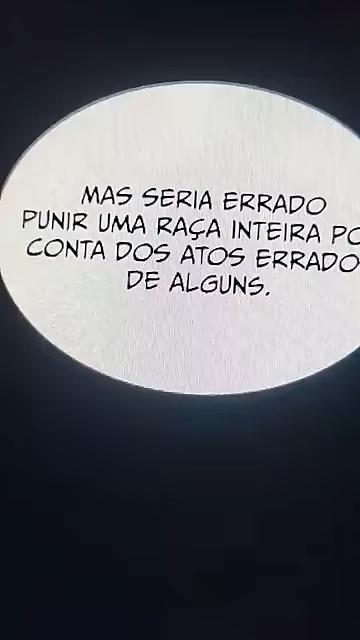 MAS SERIA ERRADO
PUNIR UMA RAÇA INTEIRA PO
CONTA DOS ATOS ERRADO
DE ALGUNS.